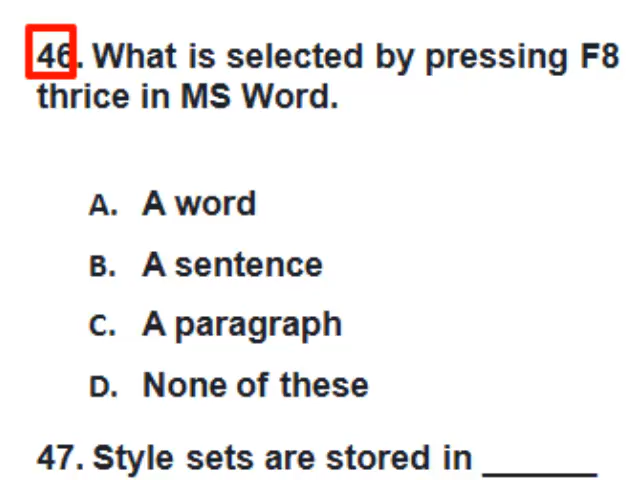 46. What is selected by pressing F8
thrice in MS Word.
A. A word
B. A sentence
C. A paragraph
D. None of these
47. Style sets are stored in ______